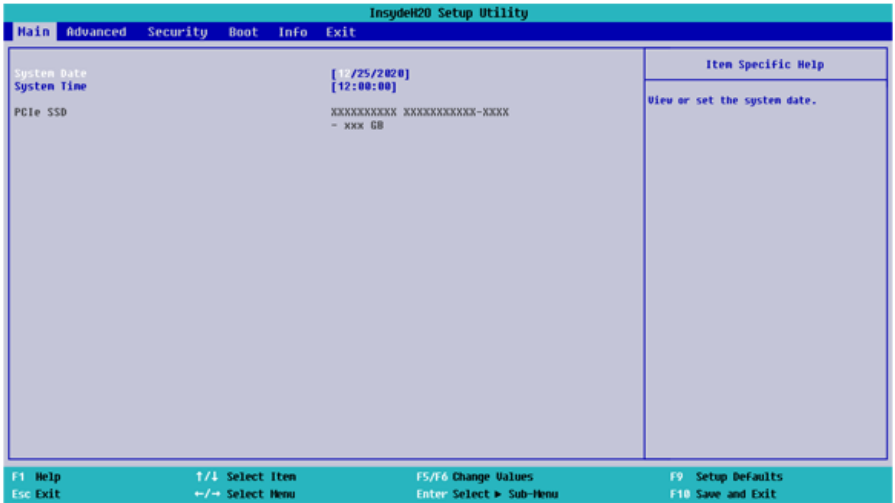 InsydeH20 Setup Utility
Main Advanced Security Boot Info Exit
System Date [12/25/2020]
System Time [12:00:00]
PCIe SSD XXXXXXXXXX XXXXXXXXXXX-XXXX
- xxx GB
Item Specific Help
View or set the system date.
F1 Help ↑/↓ Select Item F5/F6 Change Values F9 Setup Defaults
Esc Exit ←/→ Select Menu Enter Select ► Sub-Menu F10 Save and Exit